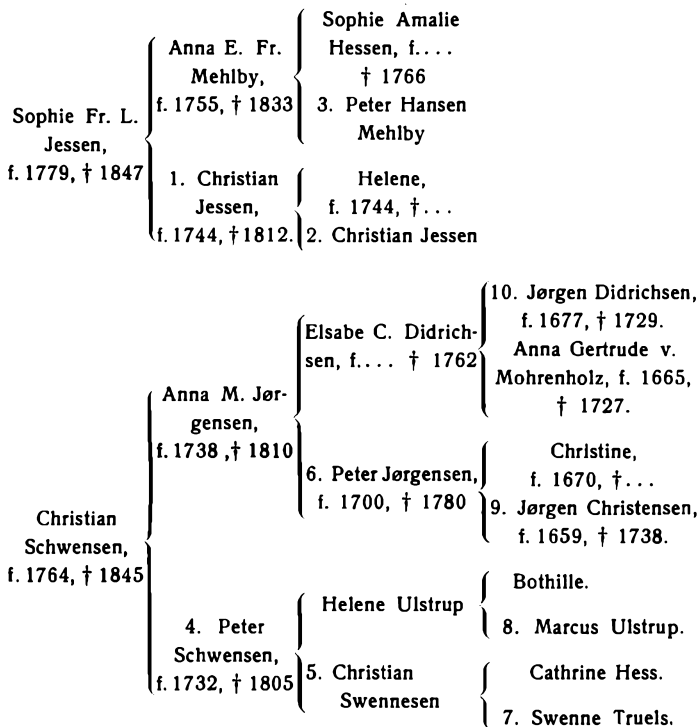 Sophie Fr. L.
Jessen,
f. 1779, † 1847
Anna E. Fr.
Mehlby,
f. 1755, † 1833
Sophie Amalie
Hessen, f....
† 1766
3. Peter Hansen
Mehlby
1. Christian
Jessen,
f. 1744, † 1812.
Helene,
f. 1744, †...
2. Christian Jessen
Christian
Schwensen,
f. 1764, † 1845
Anna M. Jør-
gensen,
f. 1738 ,† 1810
Elsabe C. Didrich-
sen, f.... † 1762
10. Jørgen Didrichsen,
f. 1677, † 1729.
Anna Gertrude v.
Mohrenholz, f. 1665,
† 1727.
6. Peter Jørgensen,
f. 1700, † 1780
Christine,
f. 1670, †...
9. Jørgen Christensen,
f. 1659, † 1738.
4. Peter
Schwensen,
f. 1732, † 1805
Helene Ulstrup
Bothille.
8. Marcus Ulstrup.
5. Christian
Swennesen
Cathrine Hess.
7. Swenne Truels.